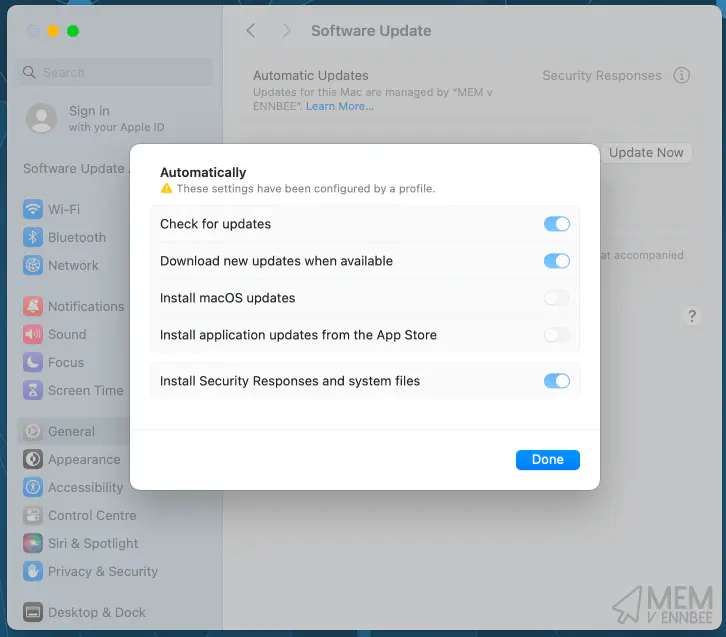 Software Update
Search
Automatic Updates
Security Responses
Updates for this Mac are managed by "MEM v
ENNBEE". Learn More...
Sign in
with your Apple ID
Software Update
Update Now
Automatically
These settings have been configured by a profile.
Check for updates
Download new updates when available
Install macOS updates
Install application updates from the App Store
Install Security Responses and system files
Done
at accompanied
?
Wi-Fi
Bluetooth
Network
Notifications
Sound
Focus
Screen Time
General
Appearance
Accessibility
Control Centre
Siri & Spotlight
Privacy & Security
Desktop & Dock
MEM
V ENNBEE